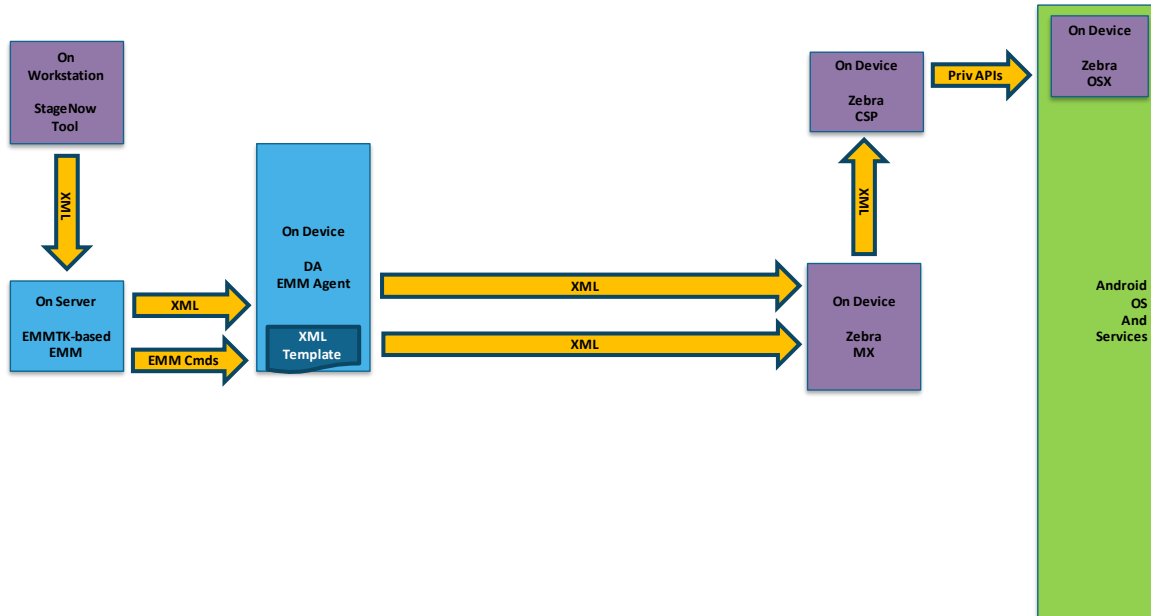 On
Workstation
StageNow
Tool
XML
On Server
EMMTK-based
EMM
XML
EMM Cmds
On Device
DA
EMM Agent
XML
Template
XML
XML
On Device
Zebra
MX
XML
On Device
Zebra
CSP
Priv APIs
On Device
Zebra
OSX
Android
OS
And
Services